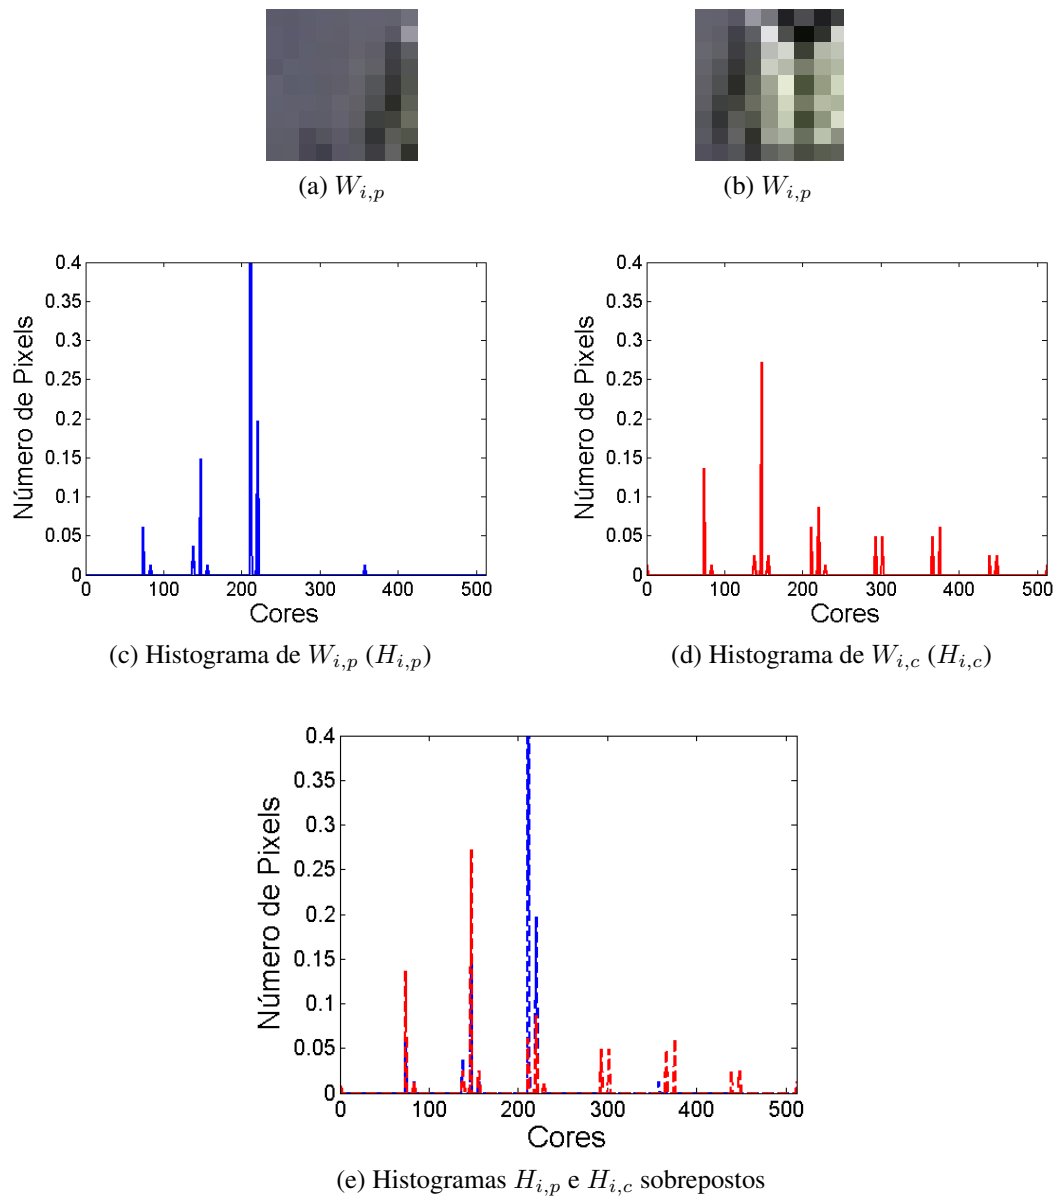 (a) W_{i,p}
(b) W_{i,p}
0.4
0.35
0.3
0.25
0.2
0.15
0.1
0.05
0
0 100 200 300 400 500
Número de Pixels
Cores
(c) Histograma de W_{i,p} (H_{i,p})
0.4
0.35
0.3
0.25
0.2
0.15
0.1
0.05
0
0 100 200 300 400 500
Número de Pixels
Cores
(d) Histograma de W_{i,c} (H_{i,c})
0.4
0.35
0.3
0.25
0.2
0.15
0.1
0.05
0
0 100 200 300 400 500
Número de Pixels
Cores
(e) Histogramas H_{i,p} e H_{i,c} sobrepostos